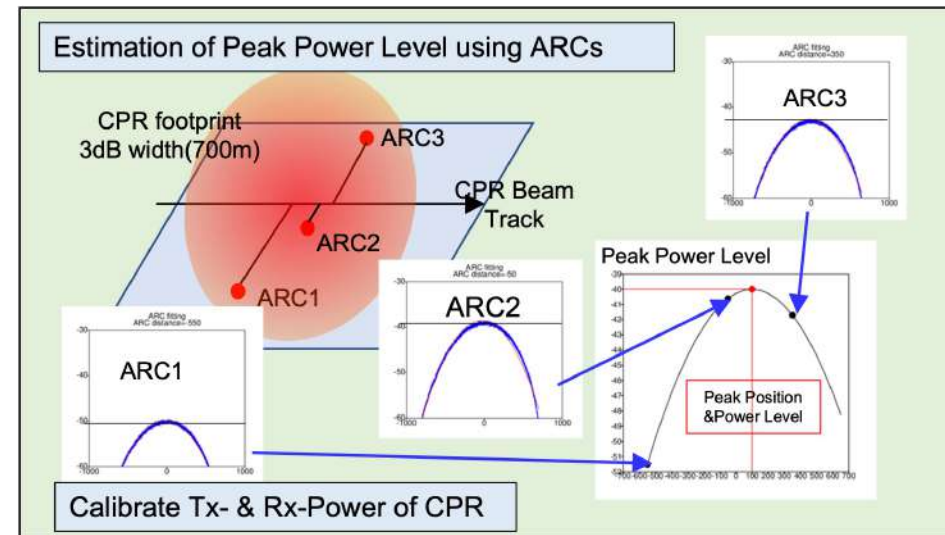 Estimation of Peak Power Level using ARCs
CPR footprint
3dB width(700m)
ARC3
CPR Beam
Track
ARC2
ARC1
ARC fitting
ARC distance=350
-30
ARC3
-40
-50
-60
-1000
0
1000
ARC fitting
ARC distance=-50
-30
ARC2
-40
-50
-60
-1000
0
1000
ARC fitting
ARC distance=-550
-30
ARC1
-40
-50
-60
-1000
0
1000
Peak Power Level
-39
-40
-41
-42
-43
-44
-45
-46
-47
-48
-49
-50
-51
-52
Peak Position
&Power Level
-700 -600 -500 -400 -300 -200 -100 0 100 200 300 400 500 600 700
Calibrate Tx- & Rx-Power of CPR